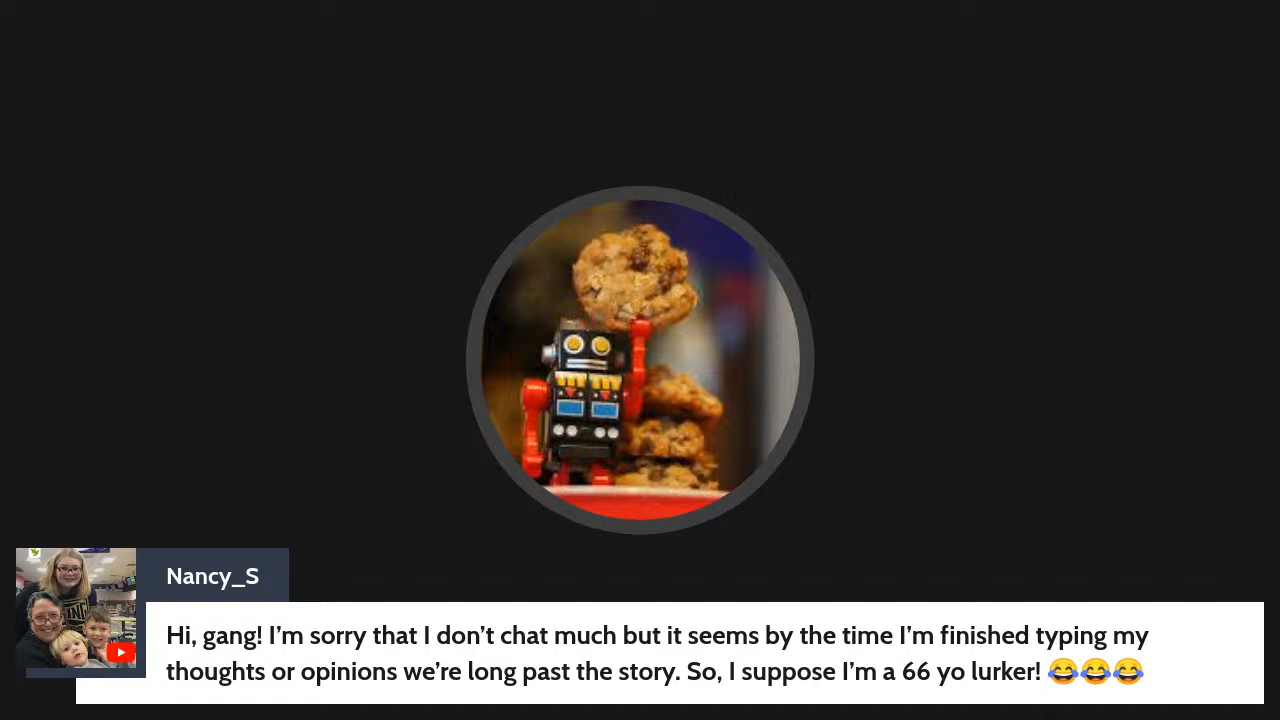 Nancy_S
Hi, gang! I’m sorry that I don’t chat much but it seems by the time I’m finished typing my
thoughts or opinions we’re long past the story. So, I suppose I’m a 66 yo lurker! 😂😂😂